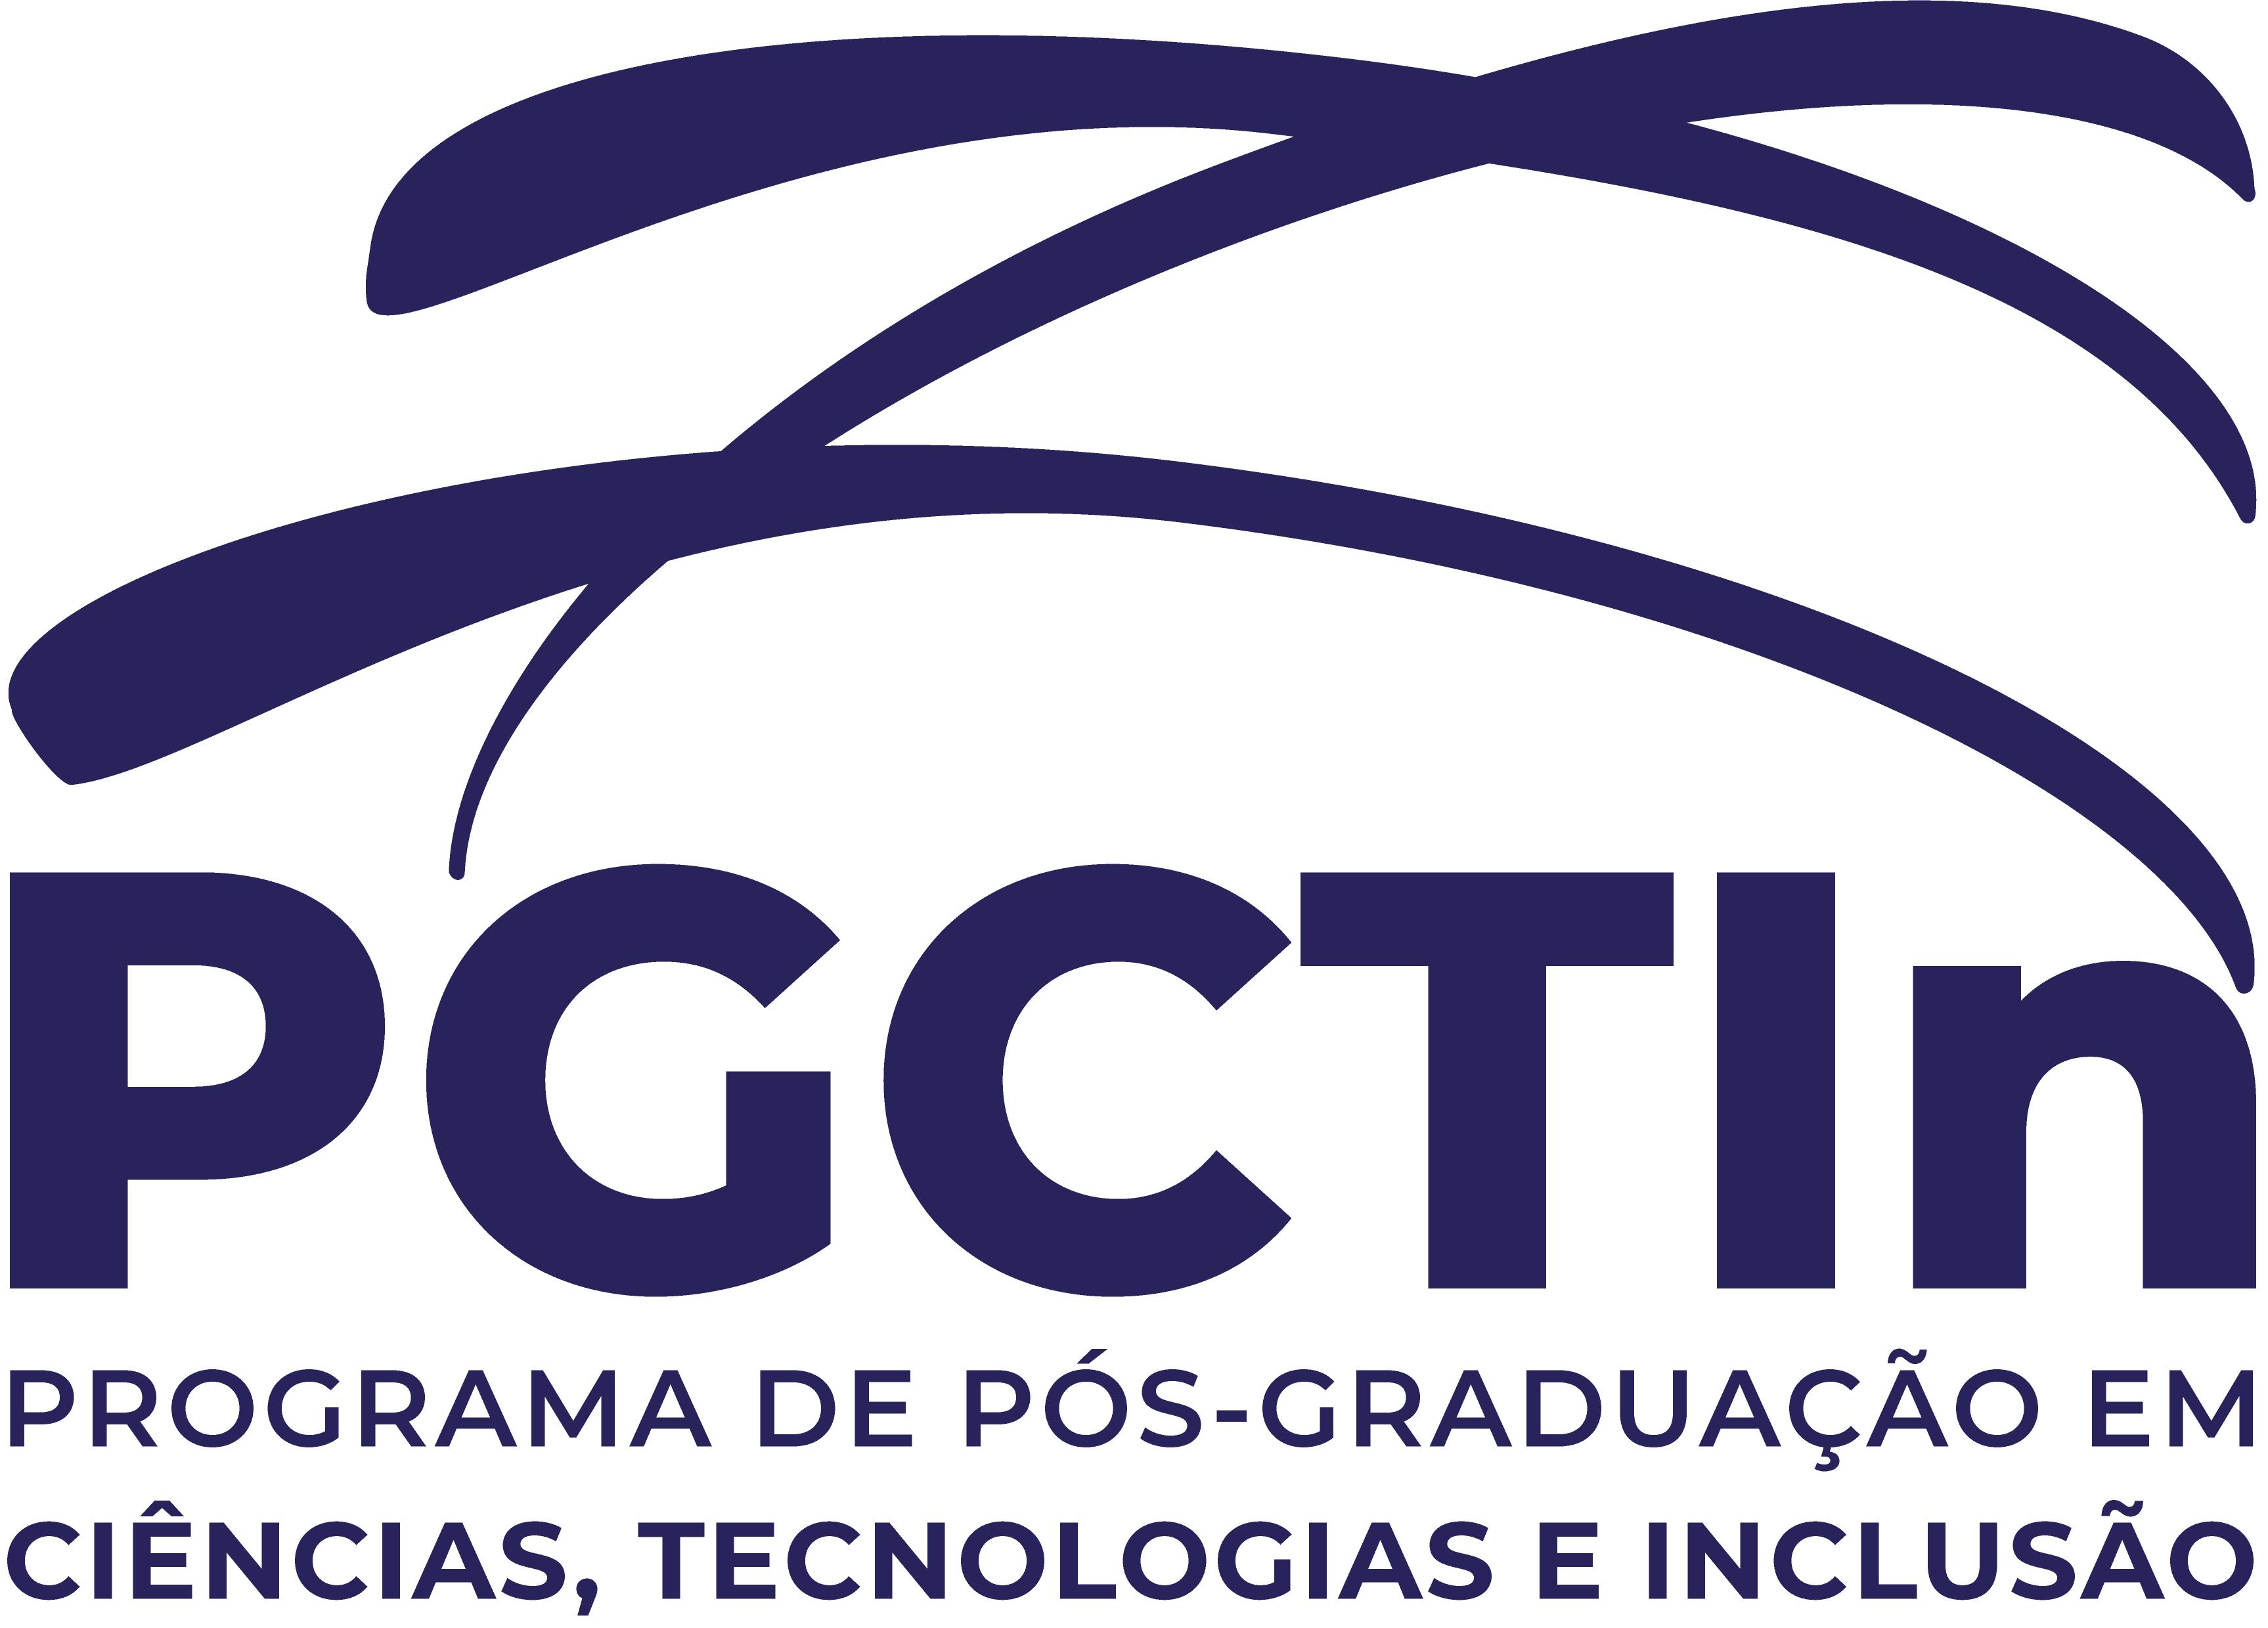 PGCTIn
PROGRAMA DE PÓS-GRADUAÇÃO EM
CIÊNCIAS, TECNOLOGIAS E INCLUSÃO